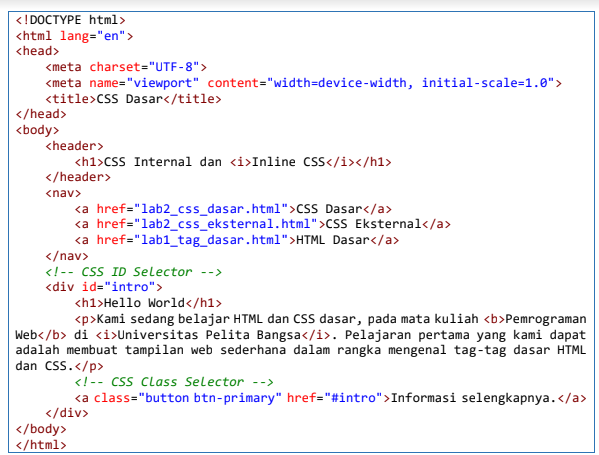 <!DOCTYPE html>
<html lang="en">
<head>
    <meta charset="UTF-8">
    <meta name="viewport" content="width=device-width, initial-scale=1.0">
    <title>CSS Dasar</title>
</head>
<body>
    <header>
        <h1>CSS Internal dan <i>Inline CSS</i></h1>
    </header>
    <nav>
        <a href="lab2_css_dasar.html">CSS Dasar</a>
        <a href="lab2_css_eksternal.html">CSS Eksternal</a>
        <a href="lab1_tag_dasar.html">HTML Dasar</a>
    </nav>
    <!-- CSS ID Selector -->
    <div id="intro">
        <h1>Hello World</h1>
        <p>Kami sedang belajar HTML dan CSS dasar, pada mata kuliah <b>Pemrograman
Web</b> di <i>Universitas Pelita Bangsa</i>. Pelajaran pertama yang kami dapat
adalah membuat tampilan web sederhana dalam rangka mengenal tag-tag dasar HTML
dan CSS.</p>
        <!-- CSS Class Selector -->
        <a class="button btn-primary" href="#intro">Informasi selengkapnya.</a>
    </div>
</body>
</html>